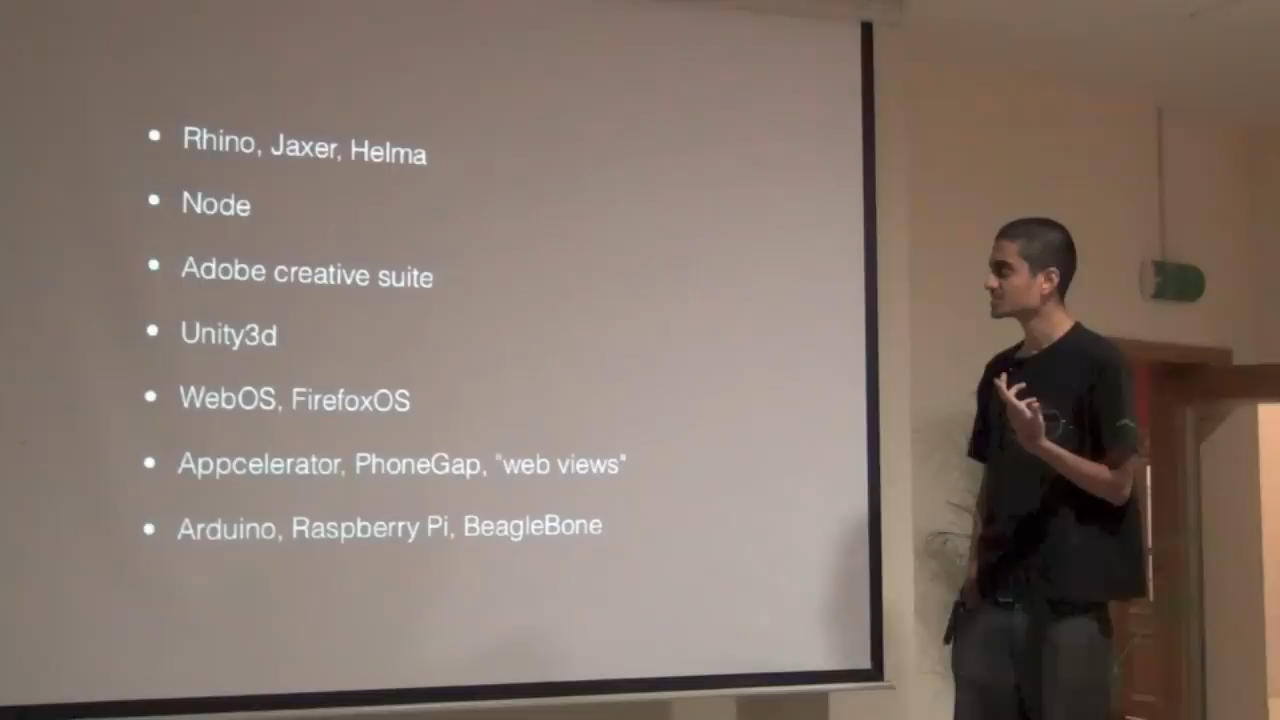 • Rhino, Jaxer, Helma
• Node
• Adobe creative suite
• Unity3d
• WebOS, FirefoxOS
• Appcelerator, PhoneGap, "web views"
• Arduino, Raspberry Pi, BeagleBone